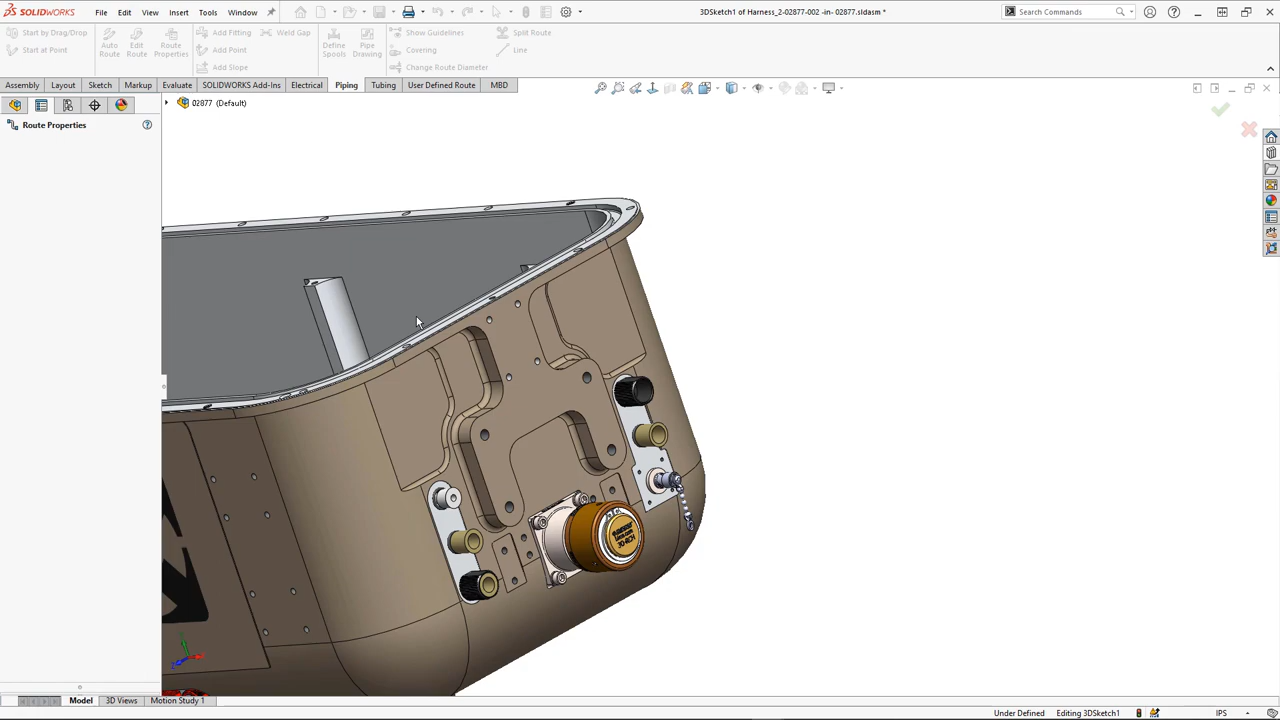 SOLIDWORKS File Edit View Insert Tools Window 3DSketch1 of Harness_2-02877-002 -in- 02877.sldasm * Search Commands
Start by Drag/Drop
Start at Point
Auto Route
Edit Route
Route Properties
Add Fitting
Weld Gap
Add Point
Add Slope
Define Spools
Pipe Drawing
Show Guidelines
Covering
Change Route Diameter
Split Route
Line
Assembly Layout Sketch Markup Evaluate SOLIDWORKS Add-Ins Electrical Piping Tubing User Defined Route MBD
02877 (Default)
Route Properties
Model 3D Views Motion Study 1
Under Defined Editing 3DSketch1 IPS